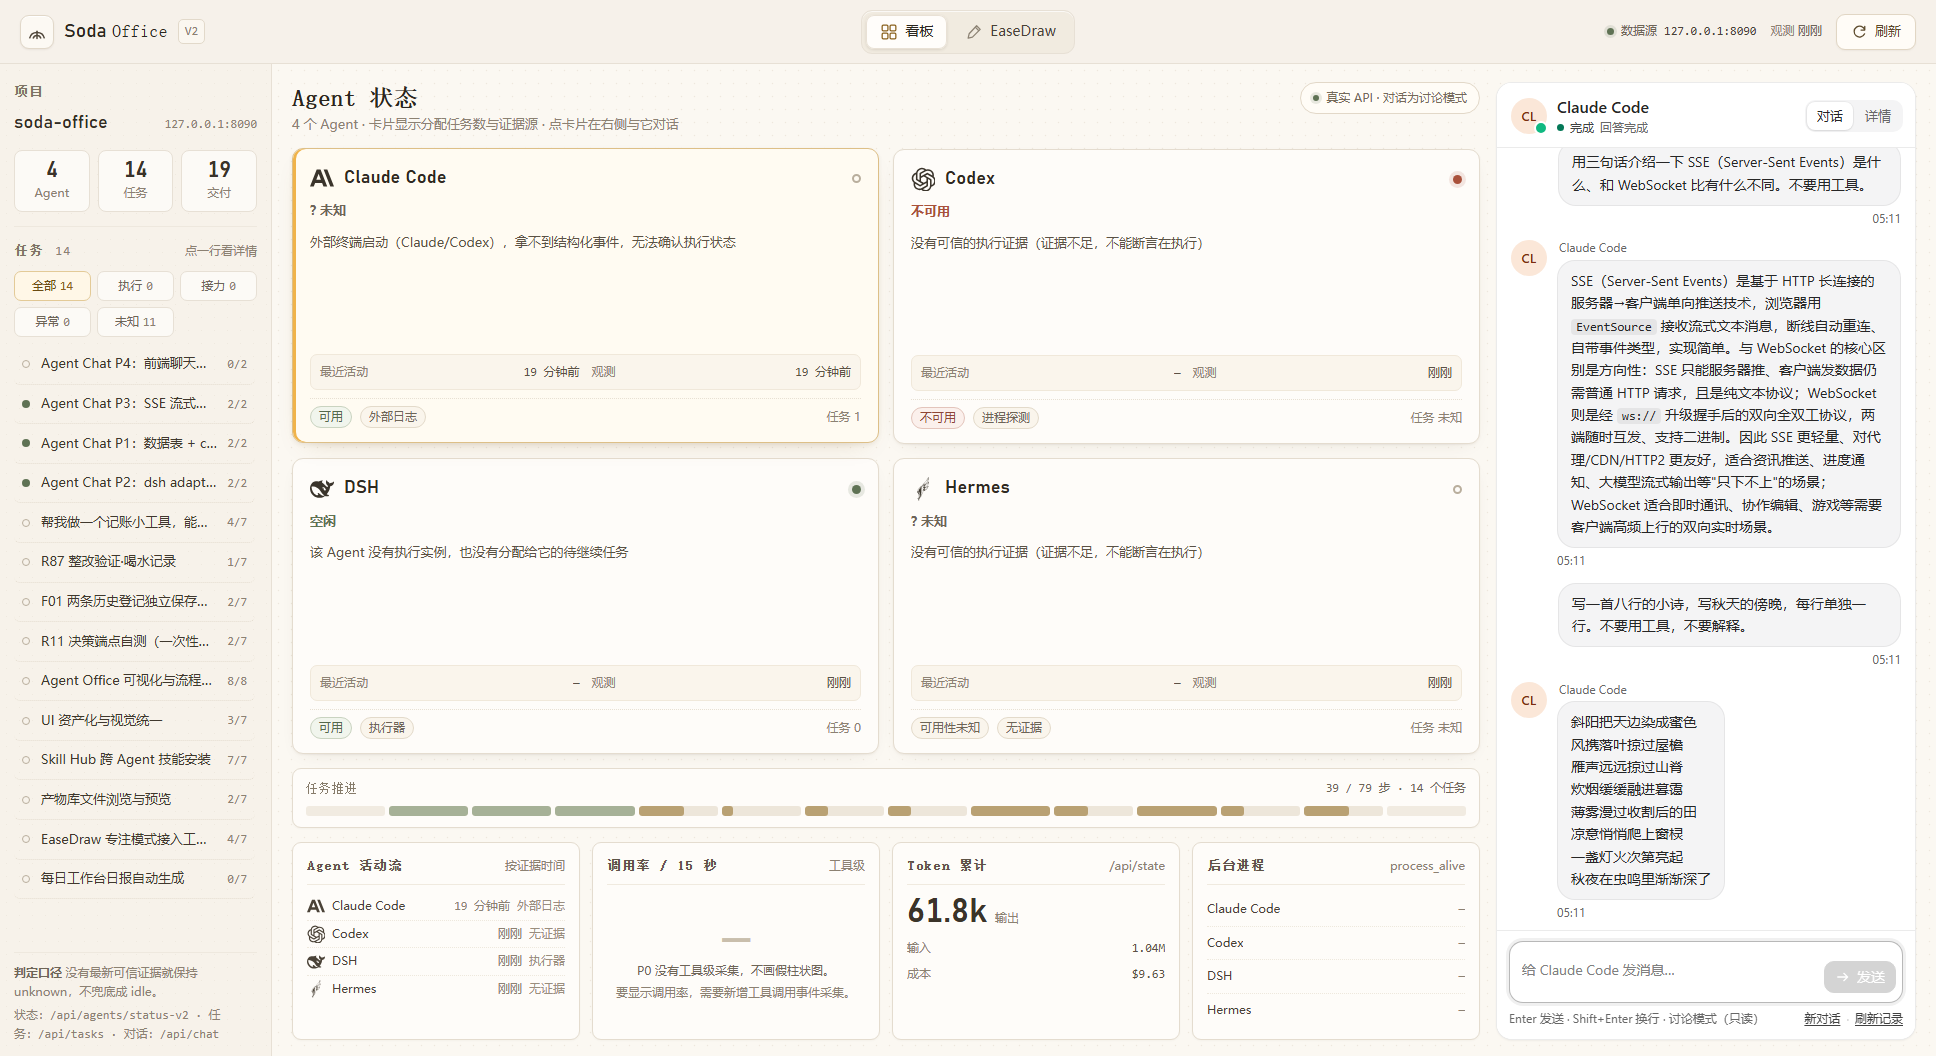 Soda Office V2
看板
EaseDraw
数据源 127.0.0.1:8090 观测 刚刚
刷新
项目
soda-office 127.0.0.1:8090
4 Agent
14 任务
19 交付
任务 14 点一行看详情
全部 14
执行 0
接力 0
异常 0
未知 11
Agent Chat P4：前端聊天... 0/2
Agent Chat P3：SSE 流式... 2/2
Agent Chat P1：数据表 + c... 2/2
Agent Chat P2：dsh adapt... 2/2
帮我做一个记账小工具，能... 4/7
R87 整改验证·喝水记录 1/7
F01 两条历史登记独立保存... 2/7
R11 决策端点自测（一次性... 2/7
Agent Office 可视化与流程... 8/8
UI 资产化与视觉统一 3/7
Skill Hub 跨 Agent 技能安装 7/7
产物库文件浏览与预览 2/7
EaseDraw 专注模式接入工... 4/7
每日工作台日报自动生成 0/7
判定口径 没有最新可信证据就保持
unknown，不兜底成 idle。
状态：/api/agents/status-v2 · 任
务：/api/tasks · 对话：/api/chat
Agent 状态
4 个 Agent · 卡片显示分配任务数与证据源 · 点卡片在右侧与它对话
真实 API · 对话为讨论模式
Claude Code
? 未知
外部终端启动（Claude/Codex），拿不到结构化事件，无法确认执行状态
最近活动 19 分钟前 观测 19 分钟前
可用 外部日志 任务 1
Codex
不可用
没有可信的执行证据（证据不足，不能断言在执行）
最近活动 – 观测 刚刚
不可用 进程探测 任务 未知
DSH
空闲
该 Agent 没有执行实例，也没有分配给它的待继续任务
最近活动 – 观测 刚刚
可用 执行器 任务 0
Hermes
? 未知
没有可信的执行证据（证据不足，不能断言在执行）
最近活动 – 观测 刚刚
可用性未知 无证据 任务 未知
任务推进 39 / 79 步 · 14 个任务
Agent 活动流 按证据时间
Claude Code 19 分钟前 外部日志
Codex 刚刚 无证据
DSH 刚刚 执行器
Hermes 刚刚 无证据
调用率 / 15 秒 工具级
—
P0 没有工具级采集，不画假柱状图。
要显示调用率，需要新增工具调用事件采集。
Token 累计 /api/state
61.8k 输出
输入 1.04M
成本 $9.63
后台进程 process_alive
Claude Code –
Codex –
DSH –
Hermes –
CL
Claude Code
完成 回答完成
对话 详情
用三句话介绍一下 SSE（Server-Sent Events）是什
么、和 WebSocket 比有什么不同。不要用工具。
05:11
CL
Claude Code
SSE（Server-Sent Events）是基于 HTTP 长连接的
服务器→客户端单向推送技术，浏览器用
EventSource 接收流式文本消息，断线自动重连、
自带事件类型，实现简单。与 WebSocket 的核心区
别是方向性：SSE 只能服务器推、客户端发数据仍
需普通 HTTP 请求，且是纯文本协议；WebSocket
则是经 ws:// 升级握手后的双向全双工协议，两
端随时互发、支持二进制。因此 SSE 更轻量、对代
理/CDN/HTTP2 更友好，适合资讯推送、进度通
知、大模型流式输出等"只下不上"的场景；
WebSocket 适合即时通讯、协作编辑、游戏等需要
客户端高频上行的双向实时场景。
05:11
写一首八行的小诗，写秋天的傍晚，每行单独一
行。不要用工具，不要解释。
05:11
CL
Claude Code
斜阳把天边染成蜜色
风携落叶掠过屋檐
雁声远远掠过山脊
炊烟缓缓融进暮霭
薄雾漫过收割后的田
凉意悄悄爬上窗棂
一盏灯火次第亮起
秋夜在虫鸣里渐渐深了
05:11
给 Claude Code 发消息...
→ 发送
Enter 发送 · Shift+Enter 换行 · 讨论模式（只读） 新对话 · 刷新记录